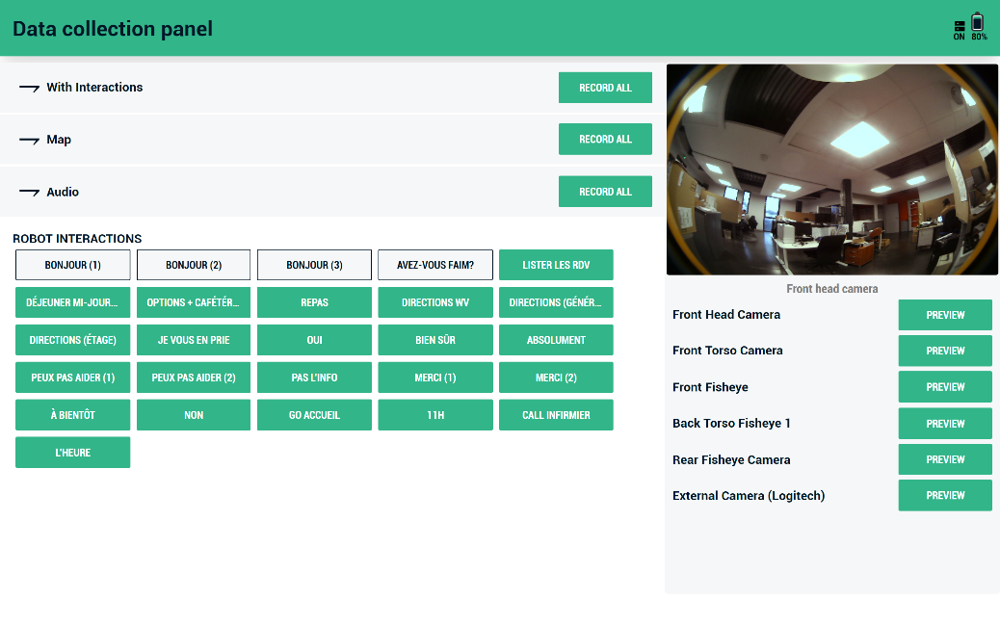 Data collection panel
ON 80%
With Interactions
RECORD ALL
Map
RECORD ALL
Audio
RECORD ALL
ROBOT INTERACTIONS
BONJOUR (1) BONJOUR (2) BONJOUR (3) AVEZ-VOUS FAIM? LISTER LES RDV
DÉJEUNER MI-JOUR... OPTIONS + CAFÉTÉR... REPAS DIRECTIONS WV DIRECTIONS (GÉNÉR...
DIRECTIONS (ÉTAGE) JE VOUS EN PRIE OUI BIEN SÛR ABSOLUMENT
PEUX PAS AIDER (1) PEUX PAS AIDER (2) PAS L'INFO MERCI (1) MERCI (2)
À BIENTÔT NON GO ACCUEIL 11H CALL INFIRMIER
L'HEURE
Front head camera
Front Head Camera PREVIEW
Front Torso Camera PREVIEW
Front Fisheye PREVIEW
Back Torso Fisheye 1 PREVIEW
Rear Fisheye Camera PREVIEW
External Camera (Logitech) PREVIEW